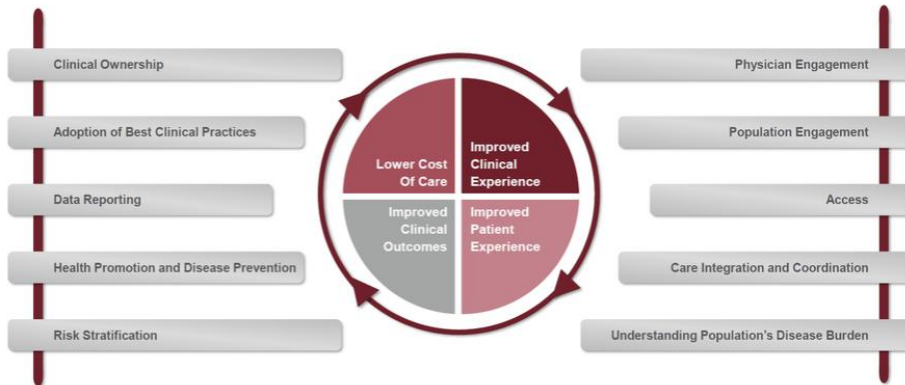 Clinical Ownership
Adoption of Best Clinical Practices
Data Reporting
Health Promotion and Disease Prevention
Risk Stratification
Lower Cost
Of Care
Improved
Clinical
Experience
Improved
Clinical
Outcomes
Improved
Patient
Experience
Physician Engagement
Population Engagement
Access
Care Integration and Coordination
Understanding Population's Disease Burden